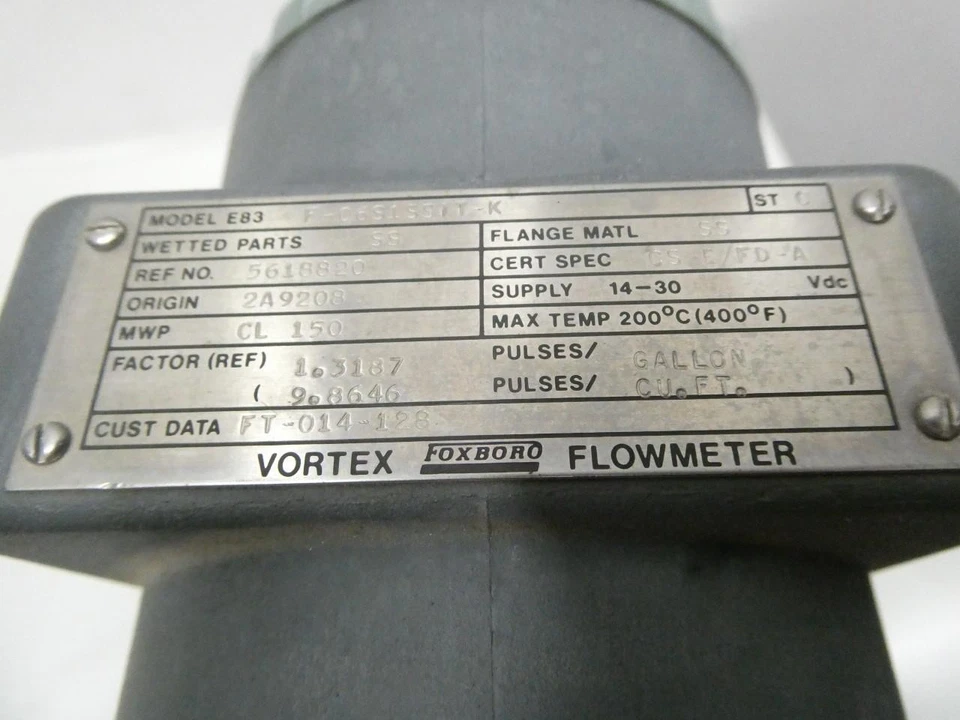 MODEL E83 -K ST
WETTED PARTS SS FLANGE MATL SS
REF NO. 5618820 CERT SPEC CS-E/FD-A
ORIGIN 2A9208 SUPPLY 14-30 Vdc
MWP CL 150 MAX TEMP 200°C (400°F)
FACTOR (REF) 1.3187 PULSES/ GALLON
( 9.8646 PULSES/ CU.FT. )
CUST DATA FT-014-128
VORTEX FOXBORO FLOWMETER